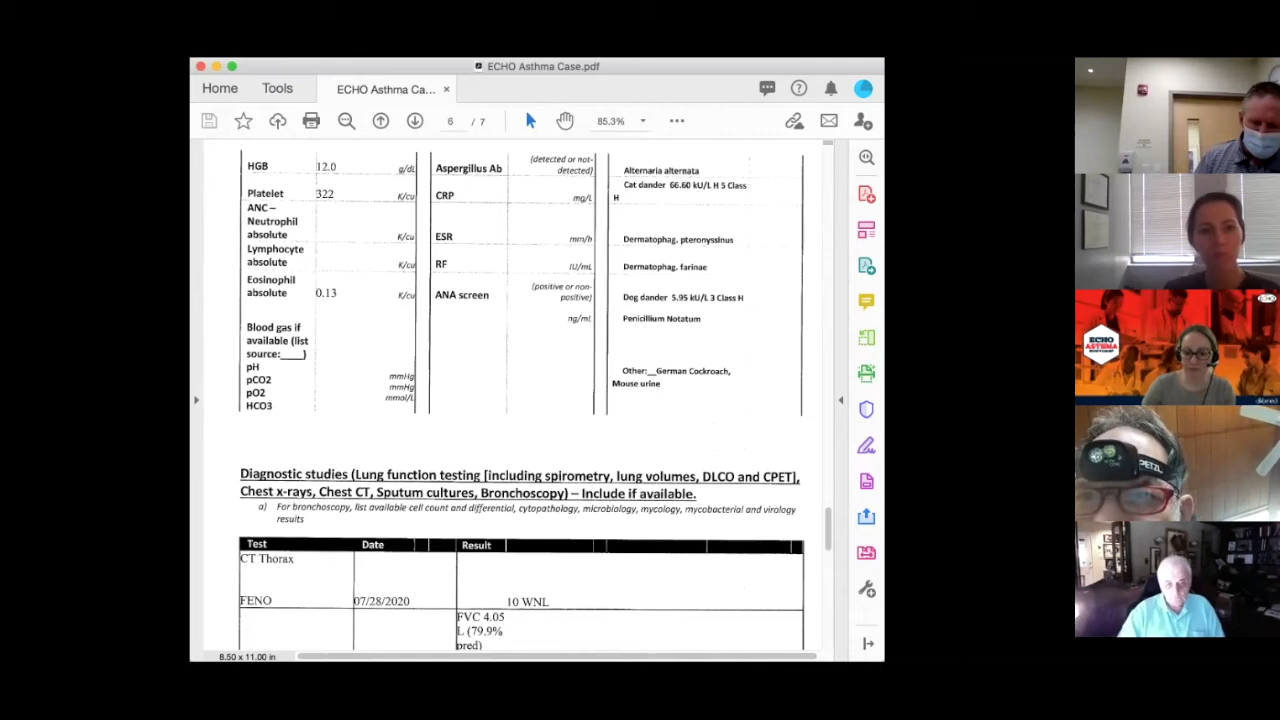 ECHO Asthma Case.pdf
Home
Tools
ECHO Asthma Ca...
6 / 7
85.3%
HGB 12.0 g/dL
Platelet 322 K/cu
ANC –
Neutrophil
absolute K/cu
Lymphocyte
absolute K/cu
Eosinophil
absolute 0.13 K/cu
Blood gas if
available (list
source:____)
pH
pCO2 mmHg
pO2 mmHg
HCO3 mmol/L
Aspergillus Ab (detected or not-
detected)
CRP mg/L
ESR mm/h
RF IU/mL
ANA screen (positive or non-
positive)
ng/mL
Alternaria alternata
Cat dander 66.60 kU/L H 5 Class
H
Dermatophag. pteronyssinus
Dermatophag. farinae
Dog dander 5.95 kU/L 3 Class H
Penicillium Notatum
Other:__German Cockroach,
Mouse urine
Diagnostic studies (Lung function testing [including spirometry, lung volumes, DLCO and CPET],
Chest x-rays, Chest CT, Sputum cultures, Bronchoscopy) – Include if available.
a) For bronchoscopy, list available cell count and differential, cytopathology, microbiology, mycology, mycobacterial and virology
results
Test Date Result
CT Thorax
FENO 07/28/2020 10 WNL
FVC 4.05
L (79.9%
pred)
8.50 x 11.00 in
ECHO
ECHO
ASTHMA
PETZL